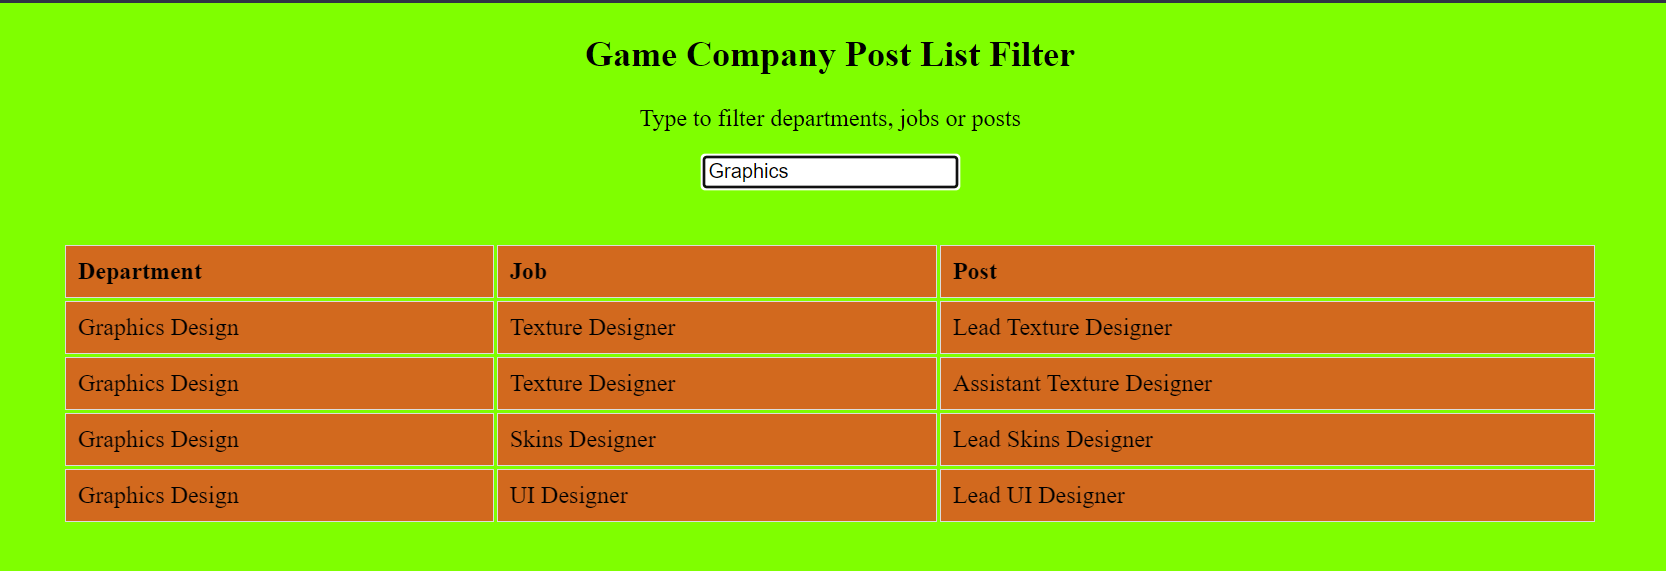 Game Company Post List Filter
Type to filter departments, jobs or posts
Graphics
Department Job Post
Graphics Design Texture Designer Lead Texture Designer
Graphics Design Texture Designer Assistant Texture Designer
Graphics Design Skins Designer Lead Skins Designer
Graphics Design UI Designer Lead UI Designer